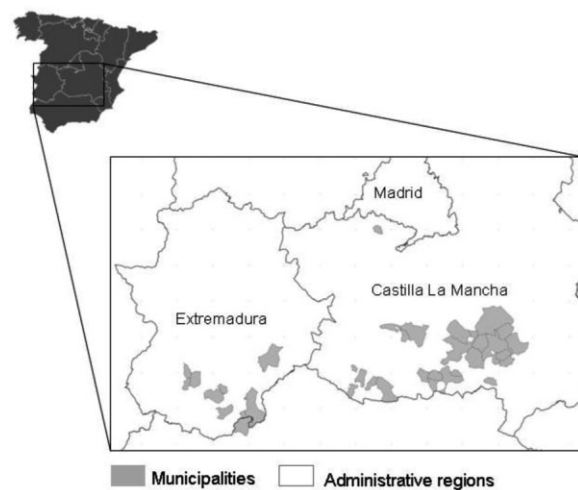 Madrid
Castilla La Mancha
Extremadura
Municipalities
Administrative regions